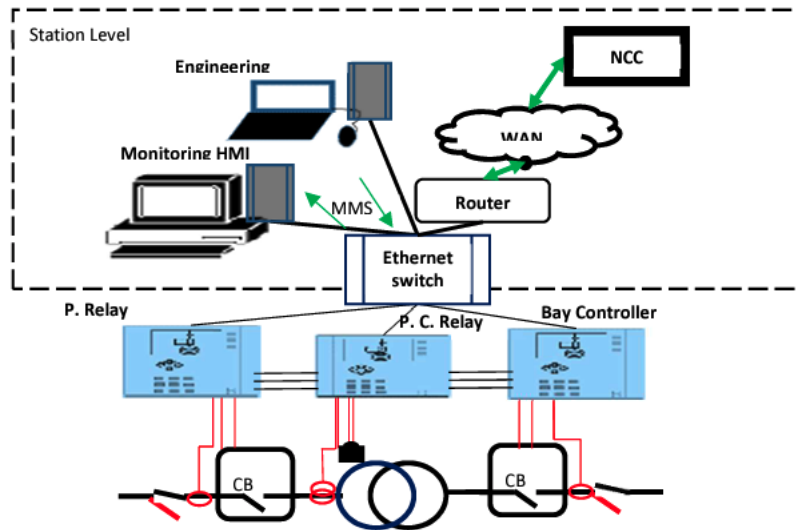 Station Level
NCC
Engineering
WAN
Monitoring HMI
MMS
Router
Ethernet
switch
P. Relay
P. C. Relay
Bay Controller
CB
CB